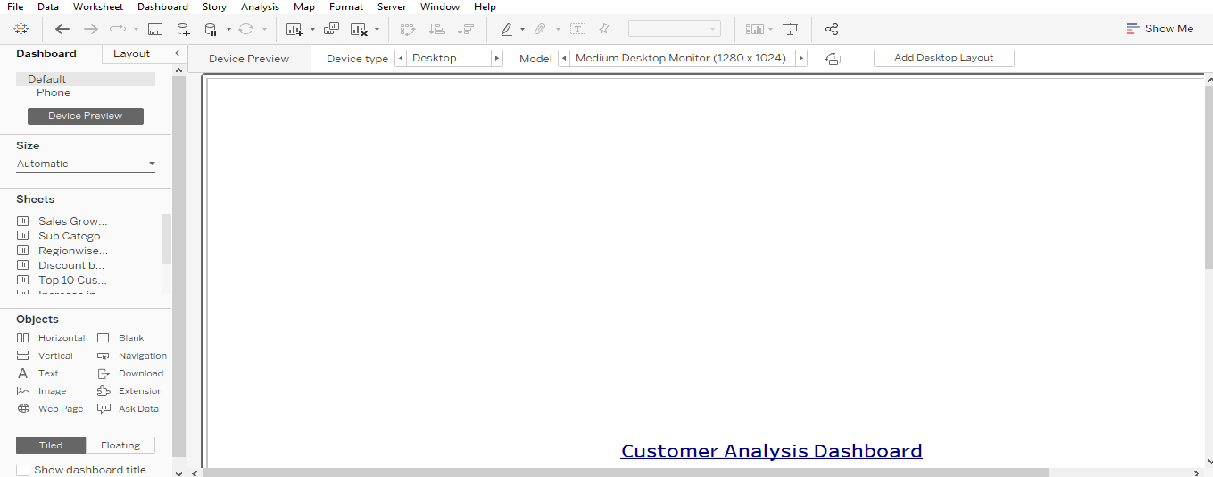 File Data Worksheet Dashboard Story Analysis Map Format Server Window Help
Show Me
Dashboard Layout
Device Preview Device type Desktop Model Medium Desktop Monitor (1280 x 1024) Add Desktop Layout
Default
Phone
Device Preview
Size
Automatic
Sheets
Sales Grow...
Sub Catego...
Regionwise...
Discount b...
Top 10 Cus...
Objects
Horizontal Blank
Vertical Navigation
A Text Download
Image Extension
Web Page Ask Data
Tiled Floating
Show dashboard title
Customer Analysis Dashboard